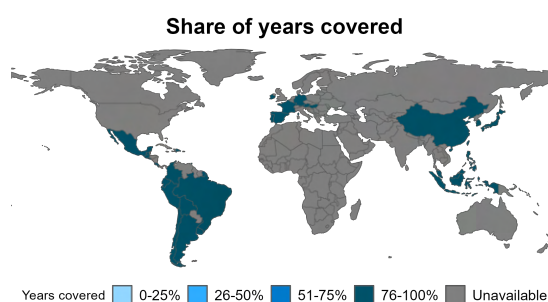 Share of years covered
Years covered 0-25% 26-50% 51-75% 76-100% Unavailable